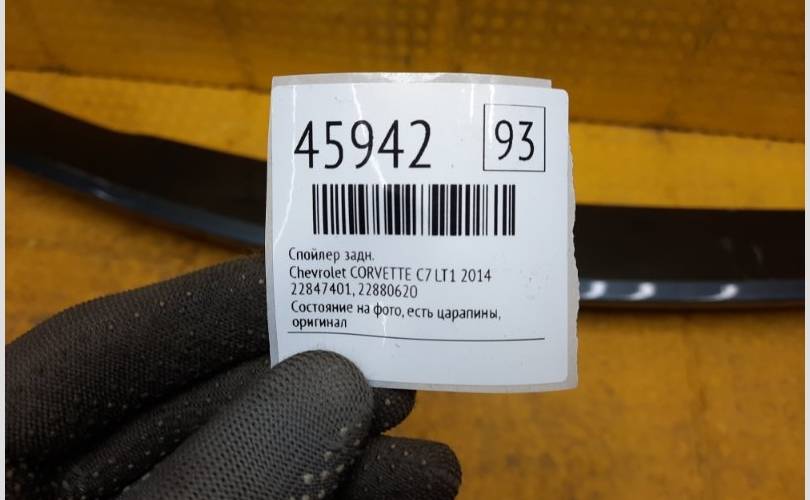 45942 93
Спойлер задн.
Chevrolet CORVETTE C7 LT1 2014
22847401, 22880620
Состояние на фото, есть царапины,
оригинал